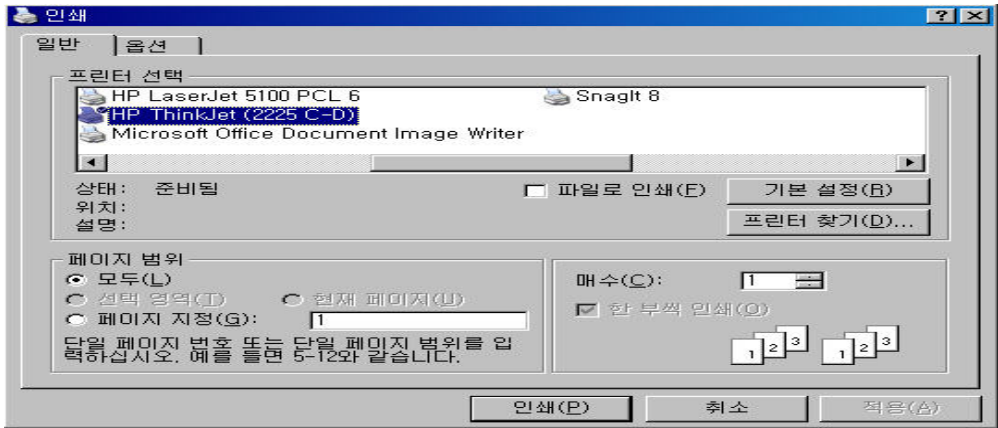 인쇄
일반 옵션
프린터 선택
HP LaserJet 5100 PCL 6 SnagIt 8
HP ThinkJet (2225 C-D)
Microsoft Office Document Image Writer
상태: 준비됨 파일로 인쇄(F) 기본 설정(R)
위치:
설명: 프린터 찾기(D)...
페이지 범위
모두(L) 매수(C): 1
선택 영역(T) 현재 페이지(U) 한 부씩 인쇄(O)
페이지 지정(G): 1
단일 페이지 번호 또는 단일 페이지 범위를 입
력하십시오. 예를 들면 5-12와 같습니다.
1 2 3 1 2 3
인쇄(P) 취소 적용(A)